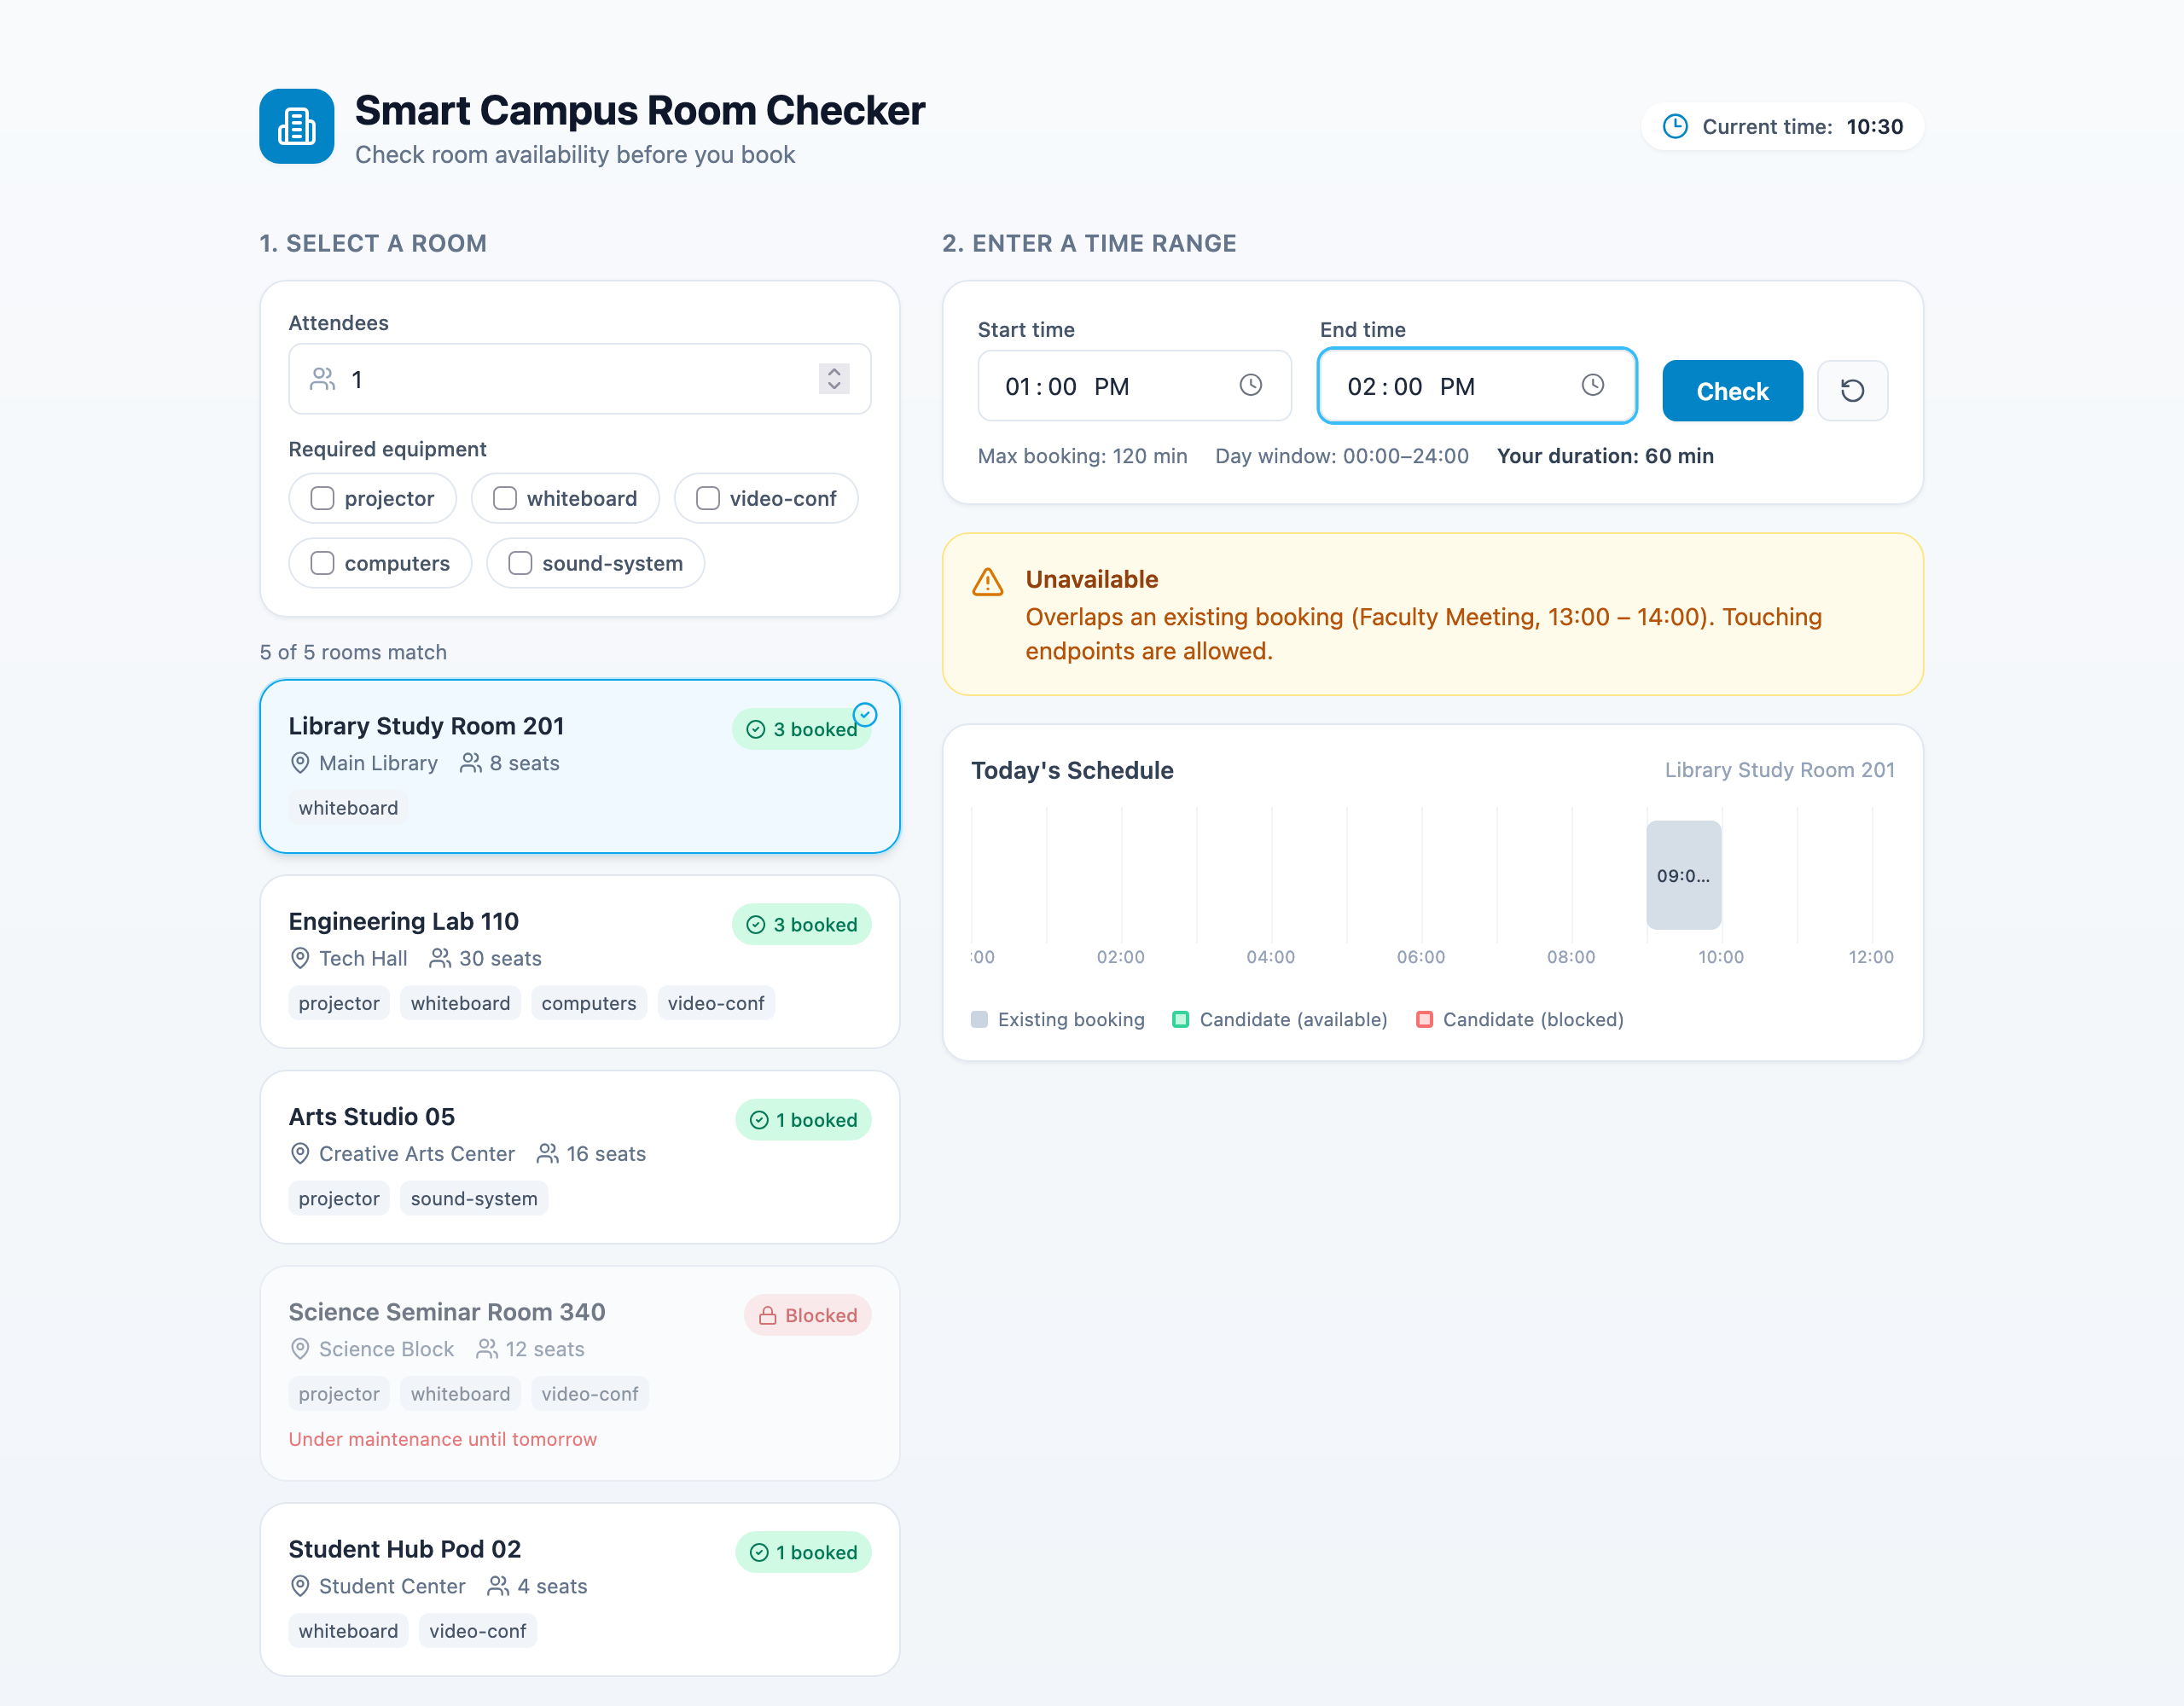 Smart Campus Room Checker
Check room availability before you book
Current time: 10:30
1. SELECT A ROOM
Attendees
1
Required equipment
projector
whiteboard
video-conf
computers
sound-system
5 of 5 rooms match
Library Study Room 201
3 booked
Main Library
8 seats
whiteboard
Engineering Lab 110
3 booked
Tech Hall
30 seats
projector
whiteboard
computers
video-conf
Arts Studio 05
1 booked
Creative Arts Center
16 seats
projector
sound-system
Science Seminar Room 340
Blocked
Science Block
12 seats
projector
whiteboard
video-conf
Under maintenance until tomorrow
Student Hub Pod 02
1 booked
Student Center
4 seats
whiteboard
video-conf
2. ENTER A TIME RANGE
Start time
01:00 PM
End time
02:00 PM
Check
Max booking: 120 min
Day window: 00:00–24:00
Your duration: 60 min
Unavailable
Overlaps an existing booking (Faculty Meeting, 13:00 – 14:00). Touching
endpoints are allowed.
Today's Schedule
Library Study Room 201
09:0...
:00
02:00
04:00
06:00
08:00
10:00
12:00
Existing booking
Candidate (available)
Candidate (blocked)